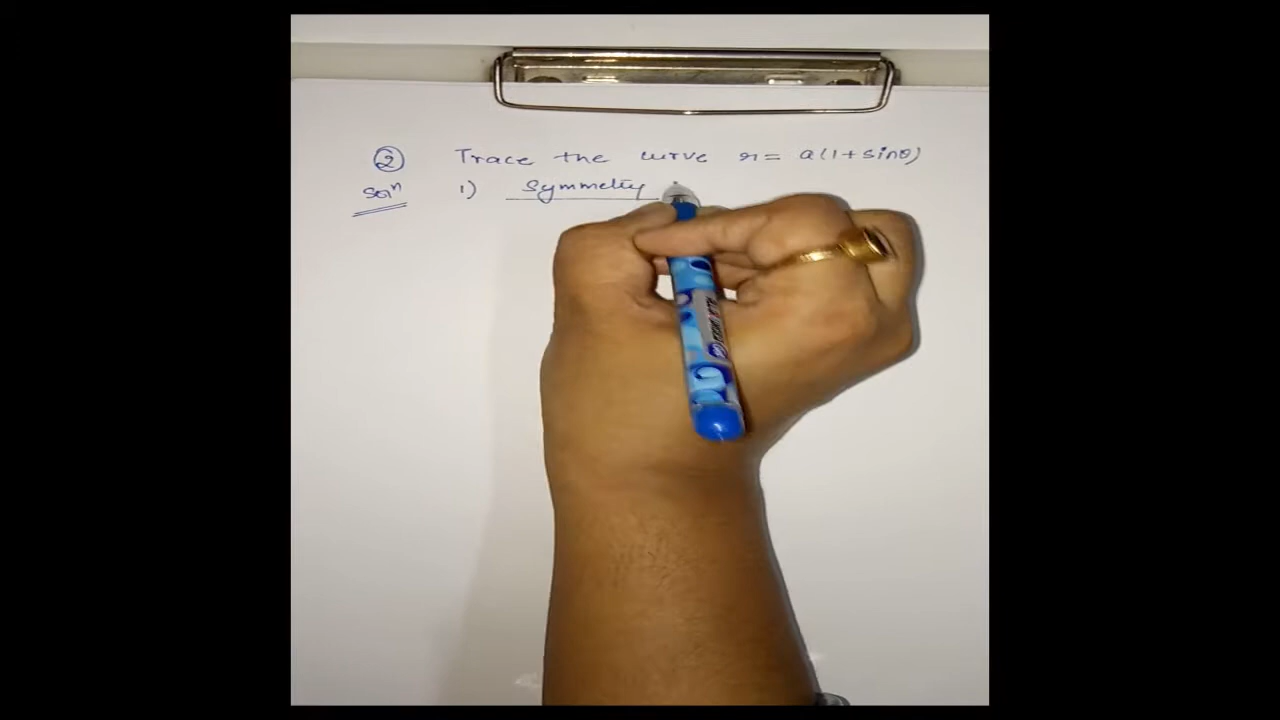 ② Trace the curve r = a(1+sinθ)
Solⁿ 1) Symmetry